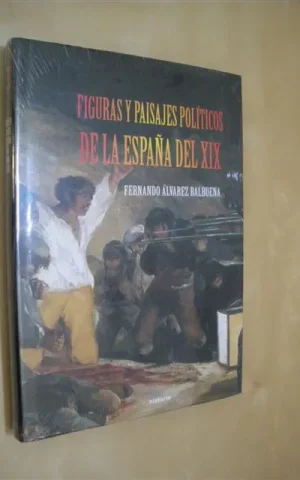 FIGURAS Y PAISAJES POLÍTICOS
DE LA ESPAÑA DEL XIX
FERNANDO ÁLVAREZ BALBUENA